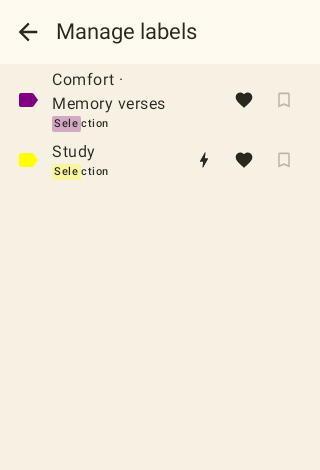 Manage labels
Comfort ·
Memory verses
Selection
Study
Selection